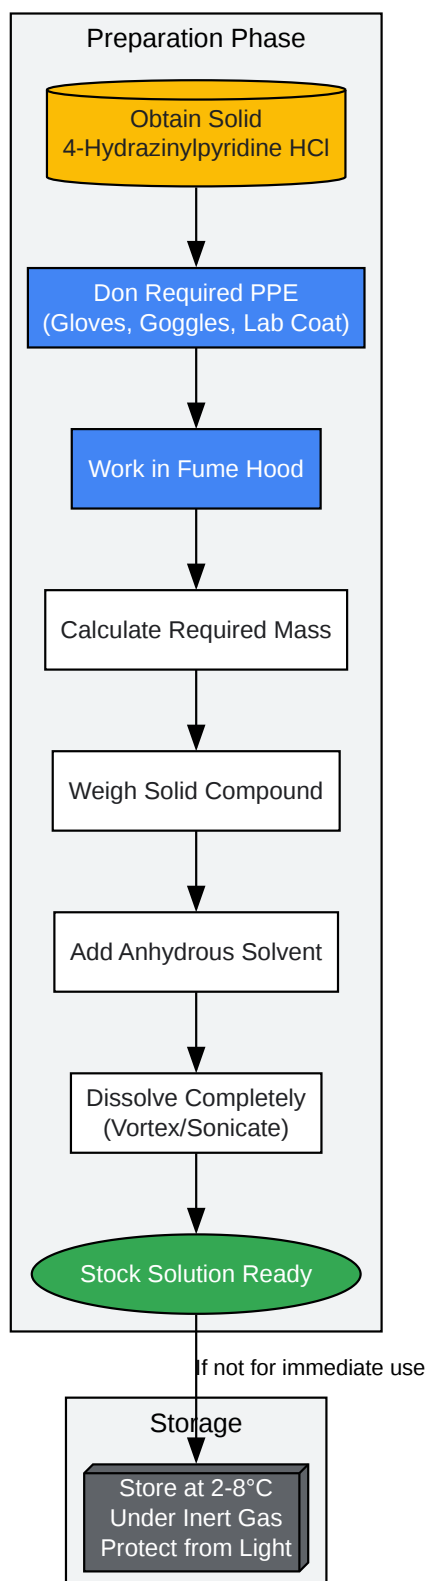 Preparation Phase
Obtain Solid
4-Hydrazinylpyridine HCl
Don Required PPE
(Gloves, Goggles, Lab Coat)
Work in Fume Hood
Calculate Required Mass
Weigh Solid Compound
Add Anhydrous Solvent
Dissolve Completely
(Vortex/Sonicate)
Stock Solution Ready
If not for immediate use
Storage
Store at 2-8°C
Under Inert Gas
Protect from Light